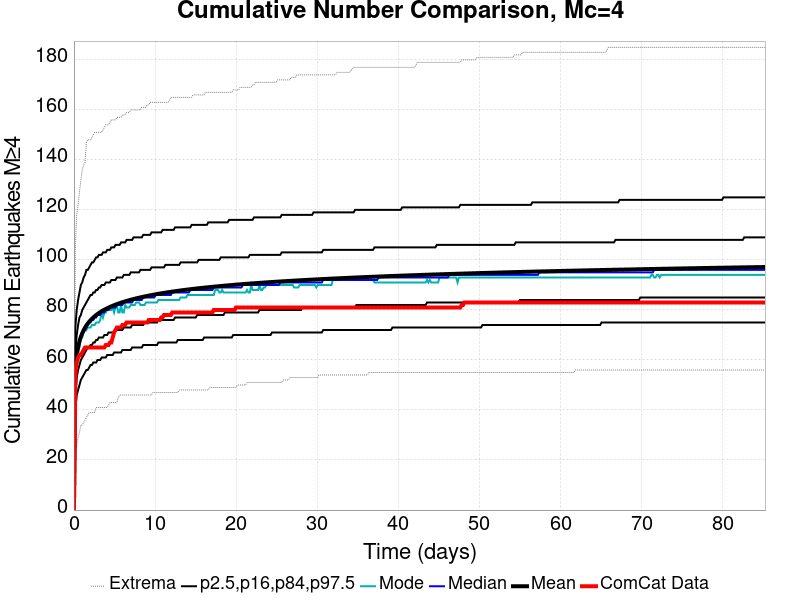 Cumulative Number Comparison, Mc=4
Cumulative Num Earthquakes M≥4
180
160
140
120
100
80
60
40
20
0
0 10 20 30 40 50 60 70 80
Time (days)
Extrema p2.5,p16,p84,p97.5 Mode Median Mean ComCat Data